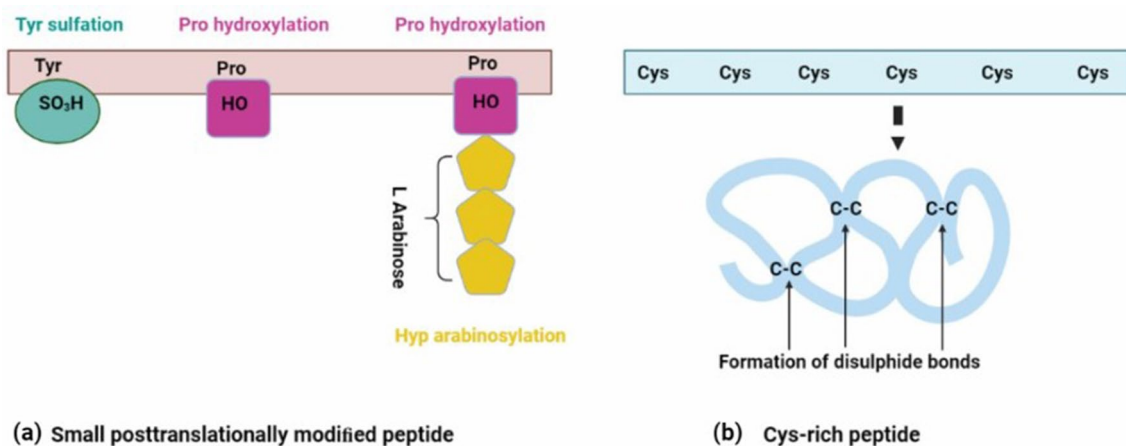 Tyr sulfation Pro hydroxylation Pro hydroxylation
Tyr Pro Pro
SO₃H HO HO
L Arabinose
Hyp arabinosylation
(a) Small posttranslationally modified peptide
Cys Cys Cys Cys Cys Cys
C-C C-C
C-C
Formation of disulphide bonds
(b) Cys-rich peptide